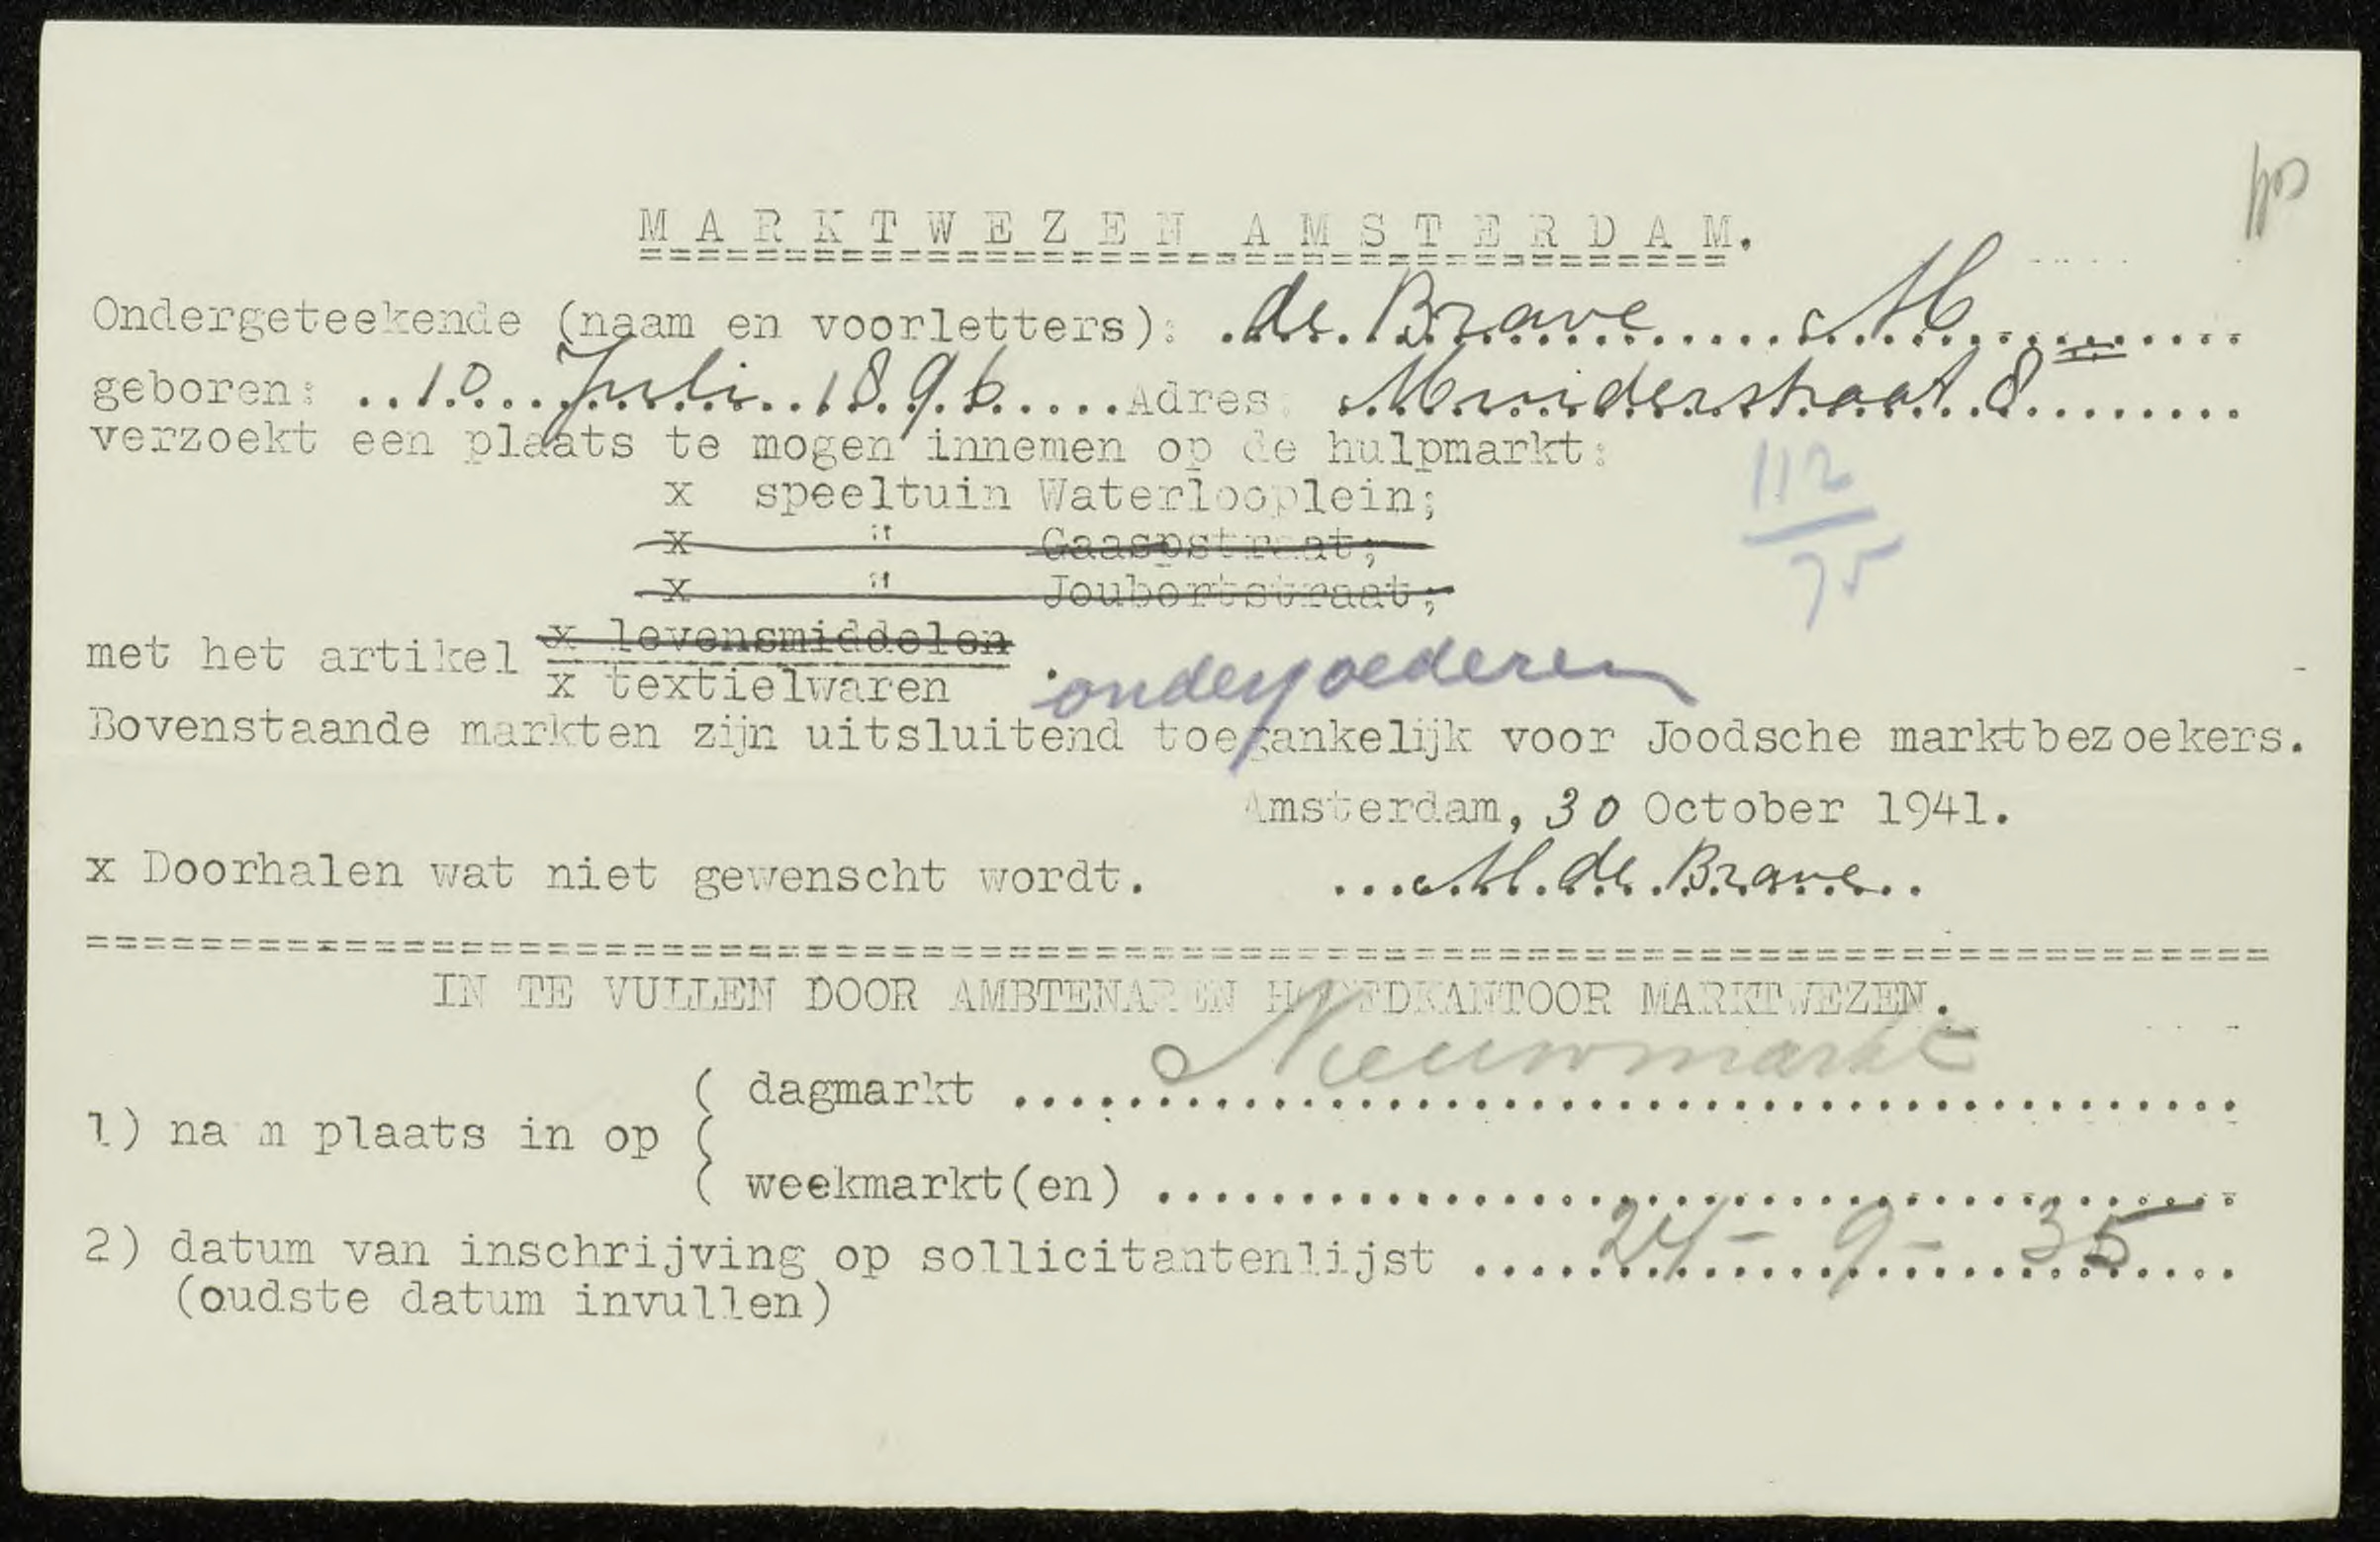 MARKTWEZEN AMSTERDAM.
Ondergeteekende (naam en voorletters): de Brave M
geboren: 10 Juli 1896 Adres: Muiderstraat 8 II
verzoekt een plaats te mogen innemen op de hulpmarkt:
x speeltuin Waterlooplein;
x " Gaaspstraat;
x " Joubertstraat;
112
75
x levensmiddelen
met het artikel
x textielwaren . ondergoederen
Bovenstaande markten zijn uitsluitend toegankelijk voor Joodsche marktbezoekers.
Amsterdam, 30 October 1941.
x Doorhalen wat niet gewenscht wordt. M. de Brave
IN TE VULLEN DOOR AMBTENAREN HOOFDKANTOOR MARKTWEZEN.
( dagmarkt Nieuwmarkt
1) nam plaats in op (
( weekmarkt(en)
2) datum van inschrijving op sollicitantenlijst 24 - 9 - 35
(oudste datum invullen)